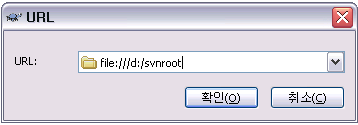 URL
URL: file:///d:/svnroot
확인(O) 취소(C)